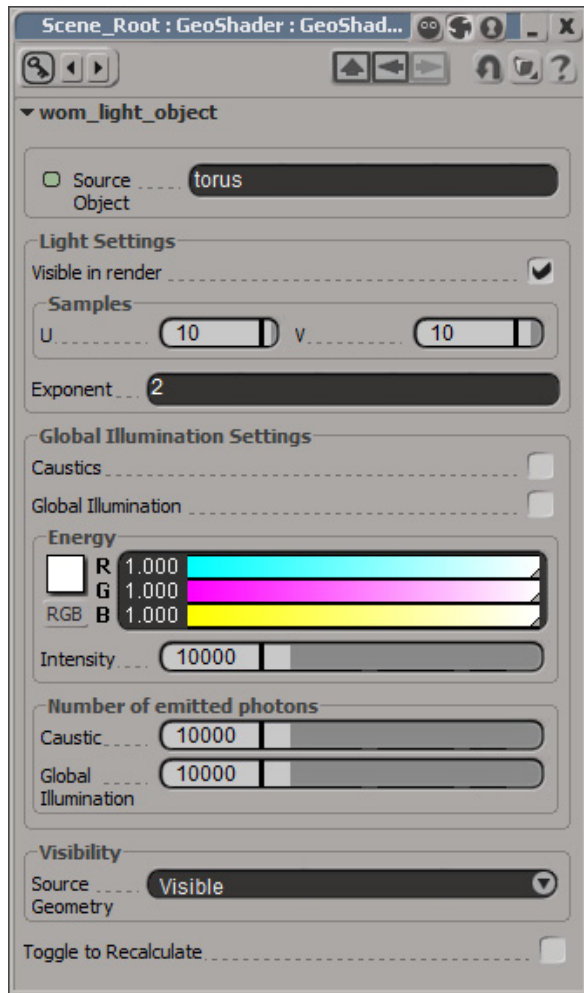 Scene_Root : GeoShader : GeoShad...
wom_light_object
Source Object torus
Light Settings
Visible in render
Samples
U 10 V 10
Exponent 2
Global Illumination Settings
Caustics
Global Illumination
Energy
R 1.000
G 1.000
RGB B 1.000
Intensity 10000
Number of emitted photons
Caustic 10000
Global Illumination 10000
Visibility
Source Geometry Visible
Toggle to Recalculate